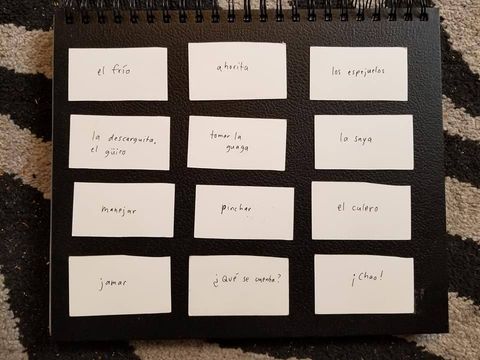 el frío
ahorita
los espejuelos
la descarguita,
el güiro
tomar la
guagua
la saya
manejar
pinchar
el culero
jamar
¿Qué se cuenta?
¡Chao!